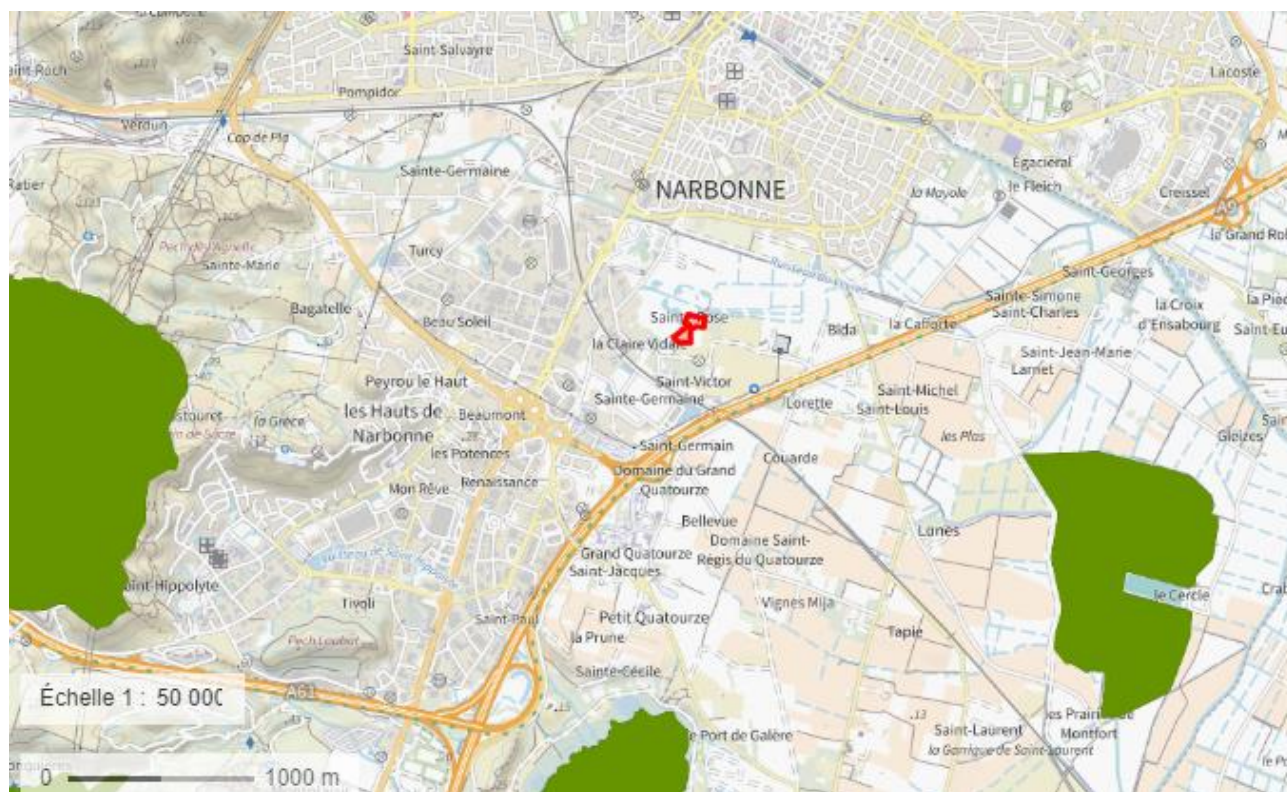 Saint-Salvayre
Lacoste
Saint-Roch
Pompidor
Verdun
Cap de Pla
Égaciéral
Sainte-Germaine
le Fleich
Creissel
NARBONNE
la Mayole
A9
Ratier
Pech de l'Agnelle
Turcy
Sainte-Marie
Saint-Georges
Sainte-Simone
Saint-Charles
la Croix
d'Ensabourg
Bagatelle
Beau Soleil
la Claire Vidale
Bida
la Cafforte
Saint-Jean-Marie
Larnet
Peyrou le Haut
Saint-Victor
Sainte-Germaine
Saint-Michel
Saint-Louis
Lorette
les Hauts de
Narbonne
Beaumont
la Grèce
les Potences
Saint-Germain
les Plas
Gleizes
Couarde
Domaine du Grand
Quatourze
Renaissance
Mon Rêve
Bellevue
Lunes
Domaine Saint-
Régis du Quatourze
Grand Quatourze
Saint-Jacques
Saint-Hippolyte
le Cercle
Tivoli
Vignes Mija
Saint-Paul
Petit Quatourze
la Prune
Tapie
Pech Loubat
Sainte-Cécile
Échelle 1 : 50 000
A61
les Prairies de
Montfort
le Port de Galère
Saint-Laurent
la Garrigue de Saint-Laurent
0 1000 m